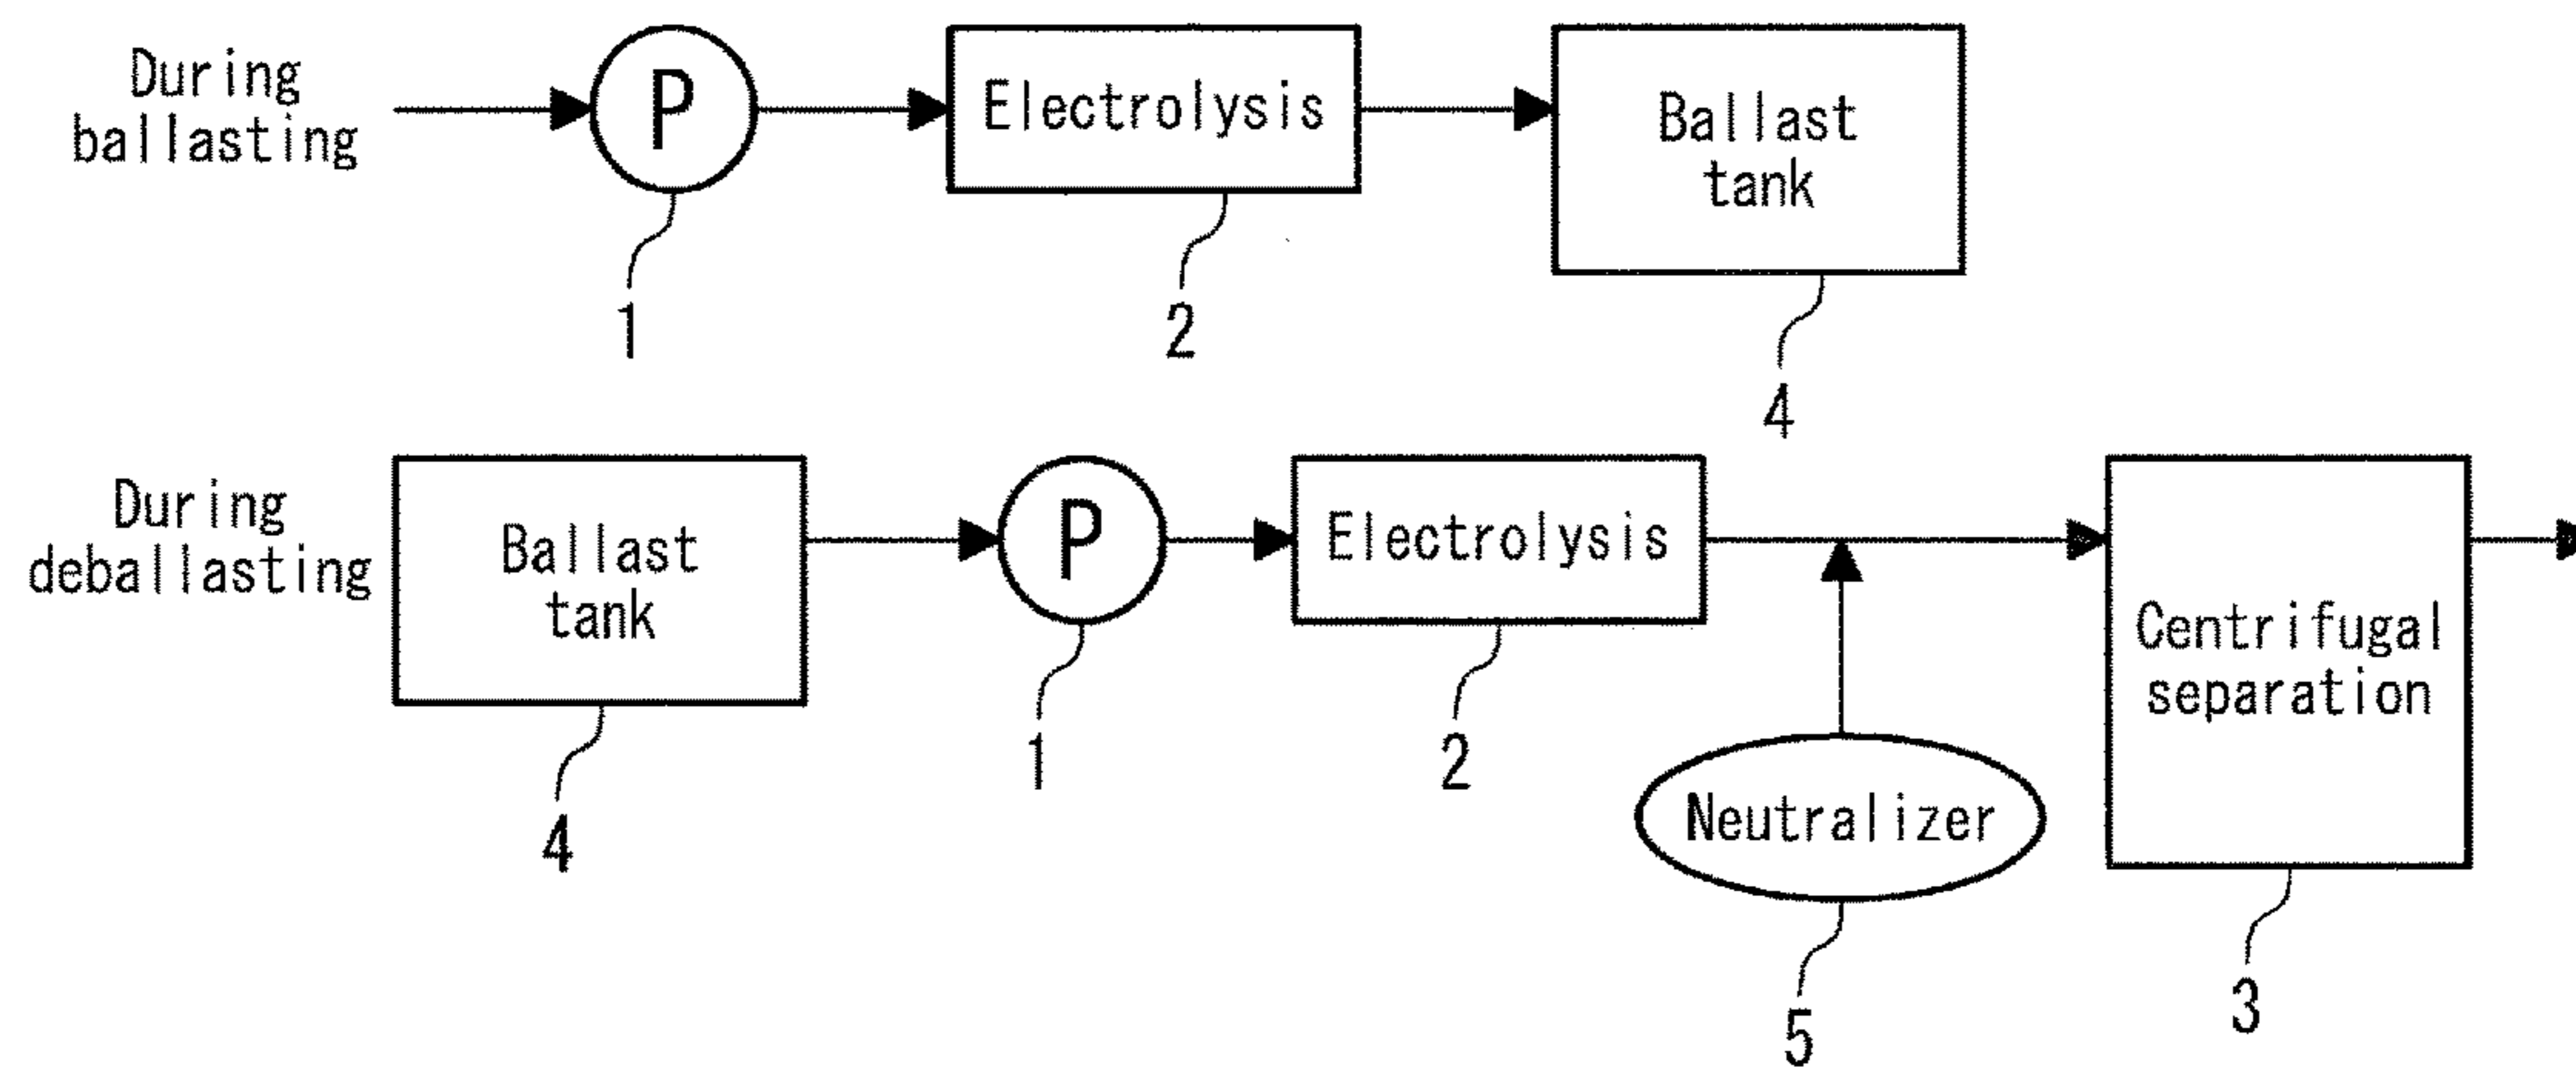 During
ballasting
P
Electrolysis
Ballast
tank
1
2
4
During
deballasting
Ballast
tank
P
Electrolysis
Centrifugal
separation
Neutralizer
4
1
2
5
3